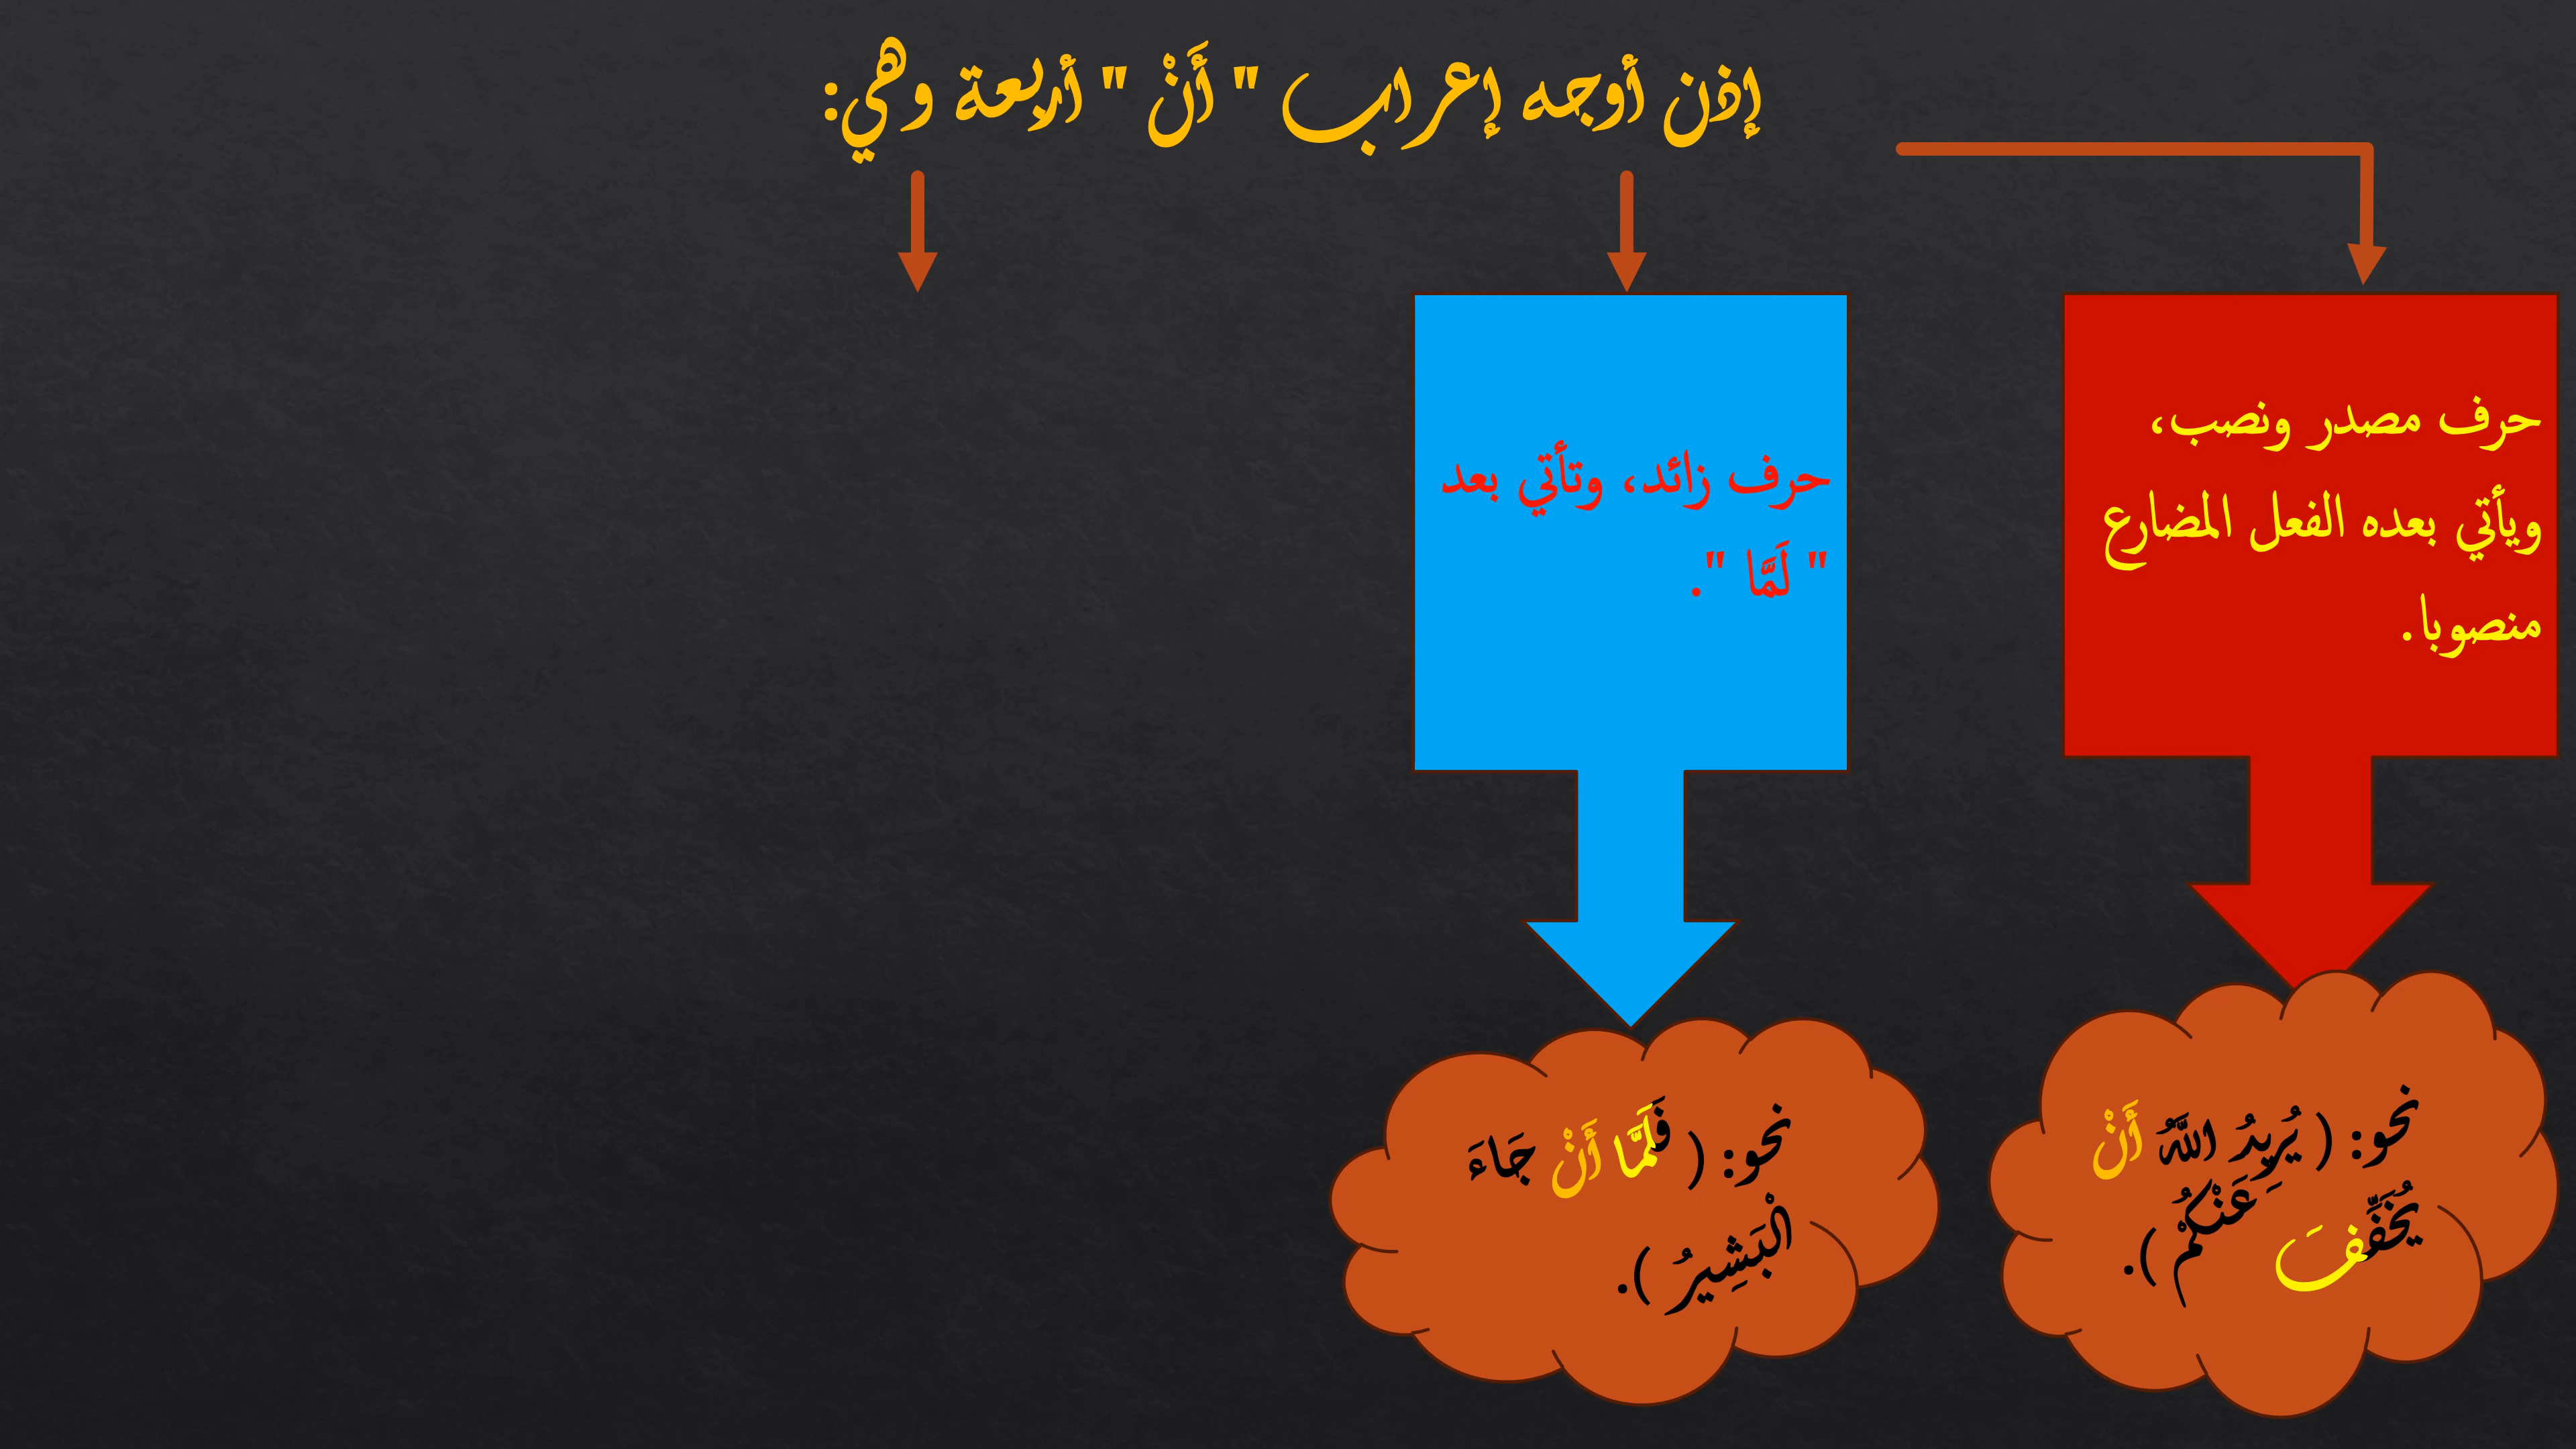 إذن أوجه إعراب " أَنْ " أربعة وهي:
حرف مصدر ونصب،
ويأتي بعده الفعل المضارع
منصوبا.
حرف زائد، وتأتي بعد
" لَمَّا ".
نحو: ( يُرِيدُ اللَّهُ أَنْ
يُخَفِّفَ عَنْكُمْ ).
نحو: ( فَلَمَّا أَنْ جَاءَ
الْبَشِيرُ ).